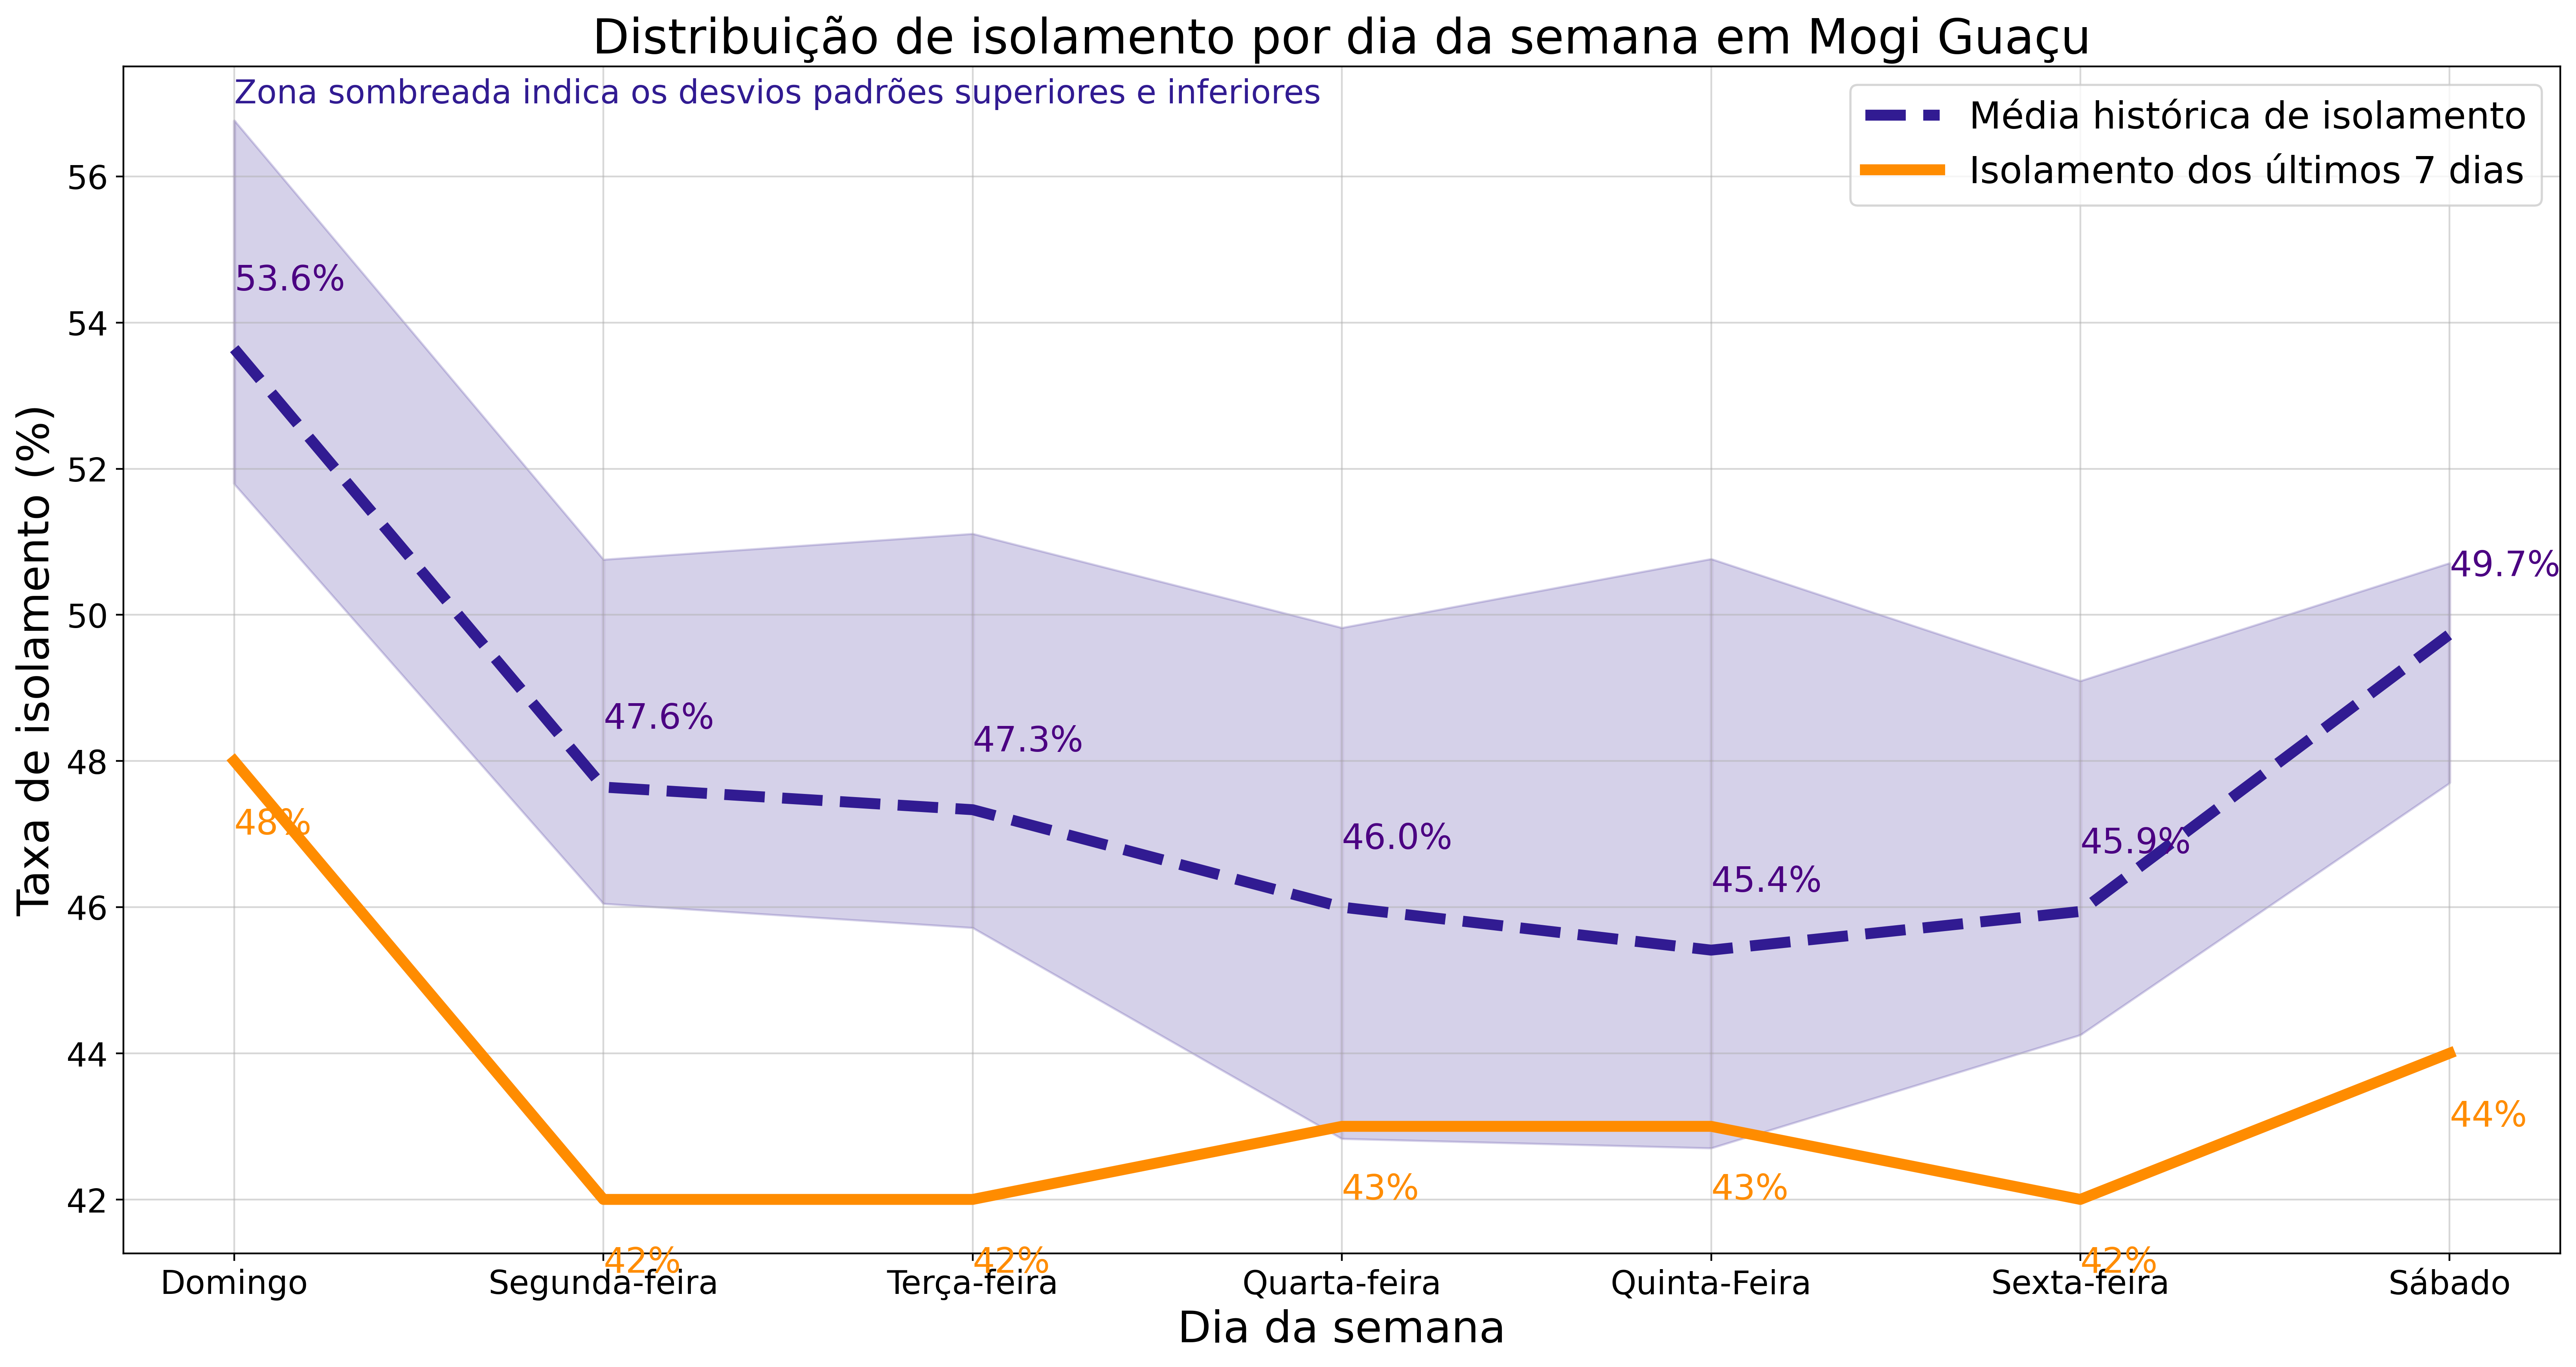 Distribuição de isolamento por dia da semana em Mogi Guaçu
Zona sombreada indica os desvios padrões superiores e inferiores
Média histórica de isolamento
Isolamento dos últimos 7 dias
Taxa de isolamento (%)
56
54
52
50
48
46
44
42
53.6%
47.6%
47.3%
46.0%
45.4%
45.9%
49.7%
48%
42%
42%
43%
43%
42%
44%
Domingo
Segunda-feira
Terça-feira
Quarta-feira
Quinta-Feira
Sexta-feira
Sábado
Dia da semana